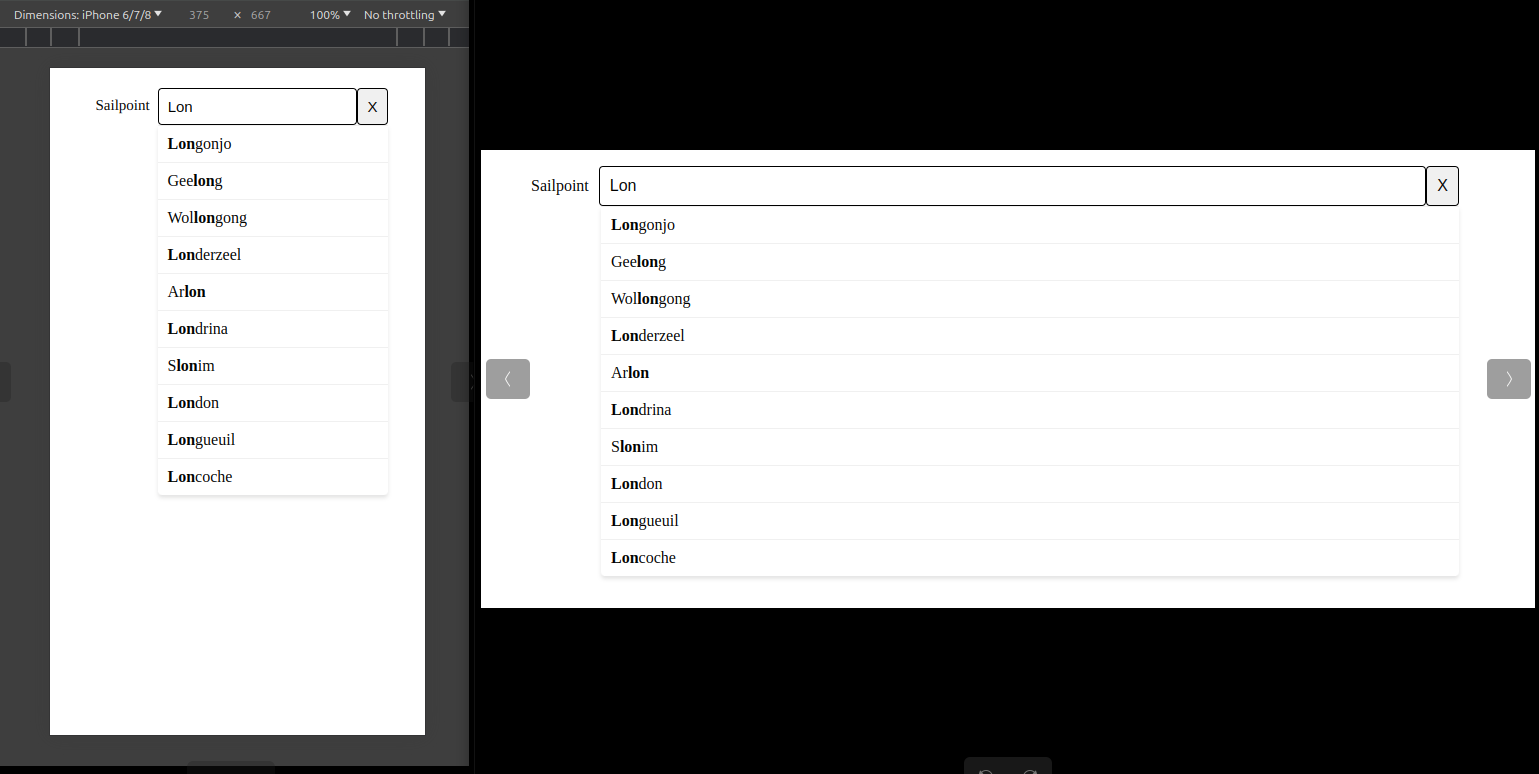 Dimensions: iPhone 6/7/8 ▼ 375 × 667 100% ▼ No throttling ▼
Sailpoint Lon X
Longonjo
Geelong
Wollongong
Londerzeel
Arlon
Londrina
Slonim
London
Longueuil
Loncoche
Sailpoint Lon X
Longonjo
Geelong
Wollongong
Londerzeel
Arlon
Londrina
Slonim
London
Longueuil
Loncoche